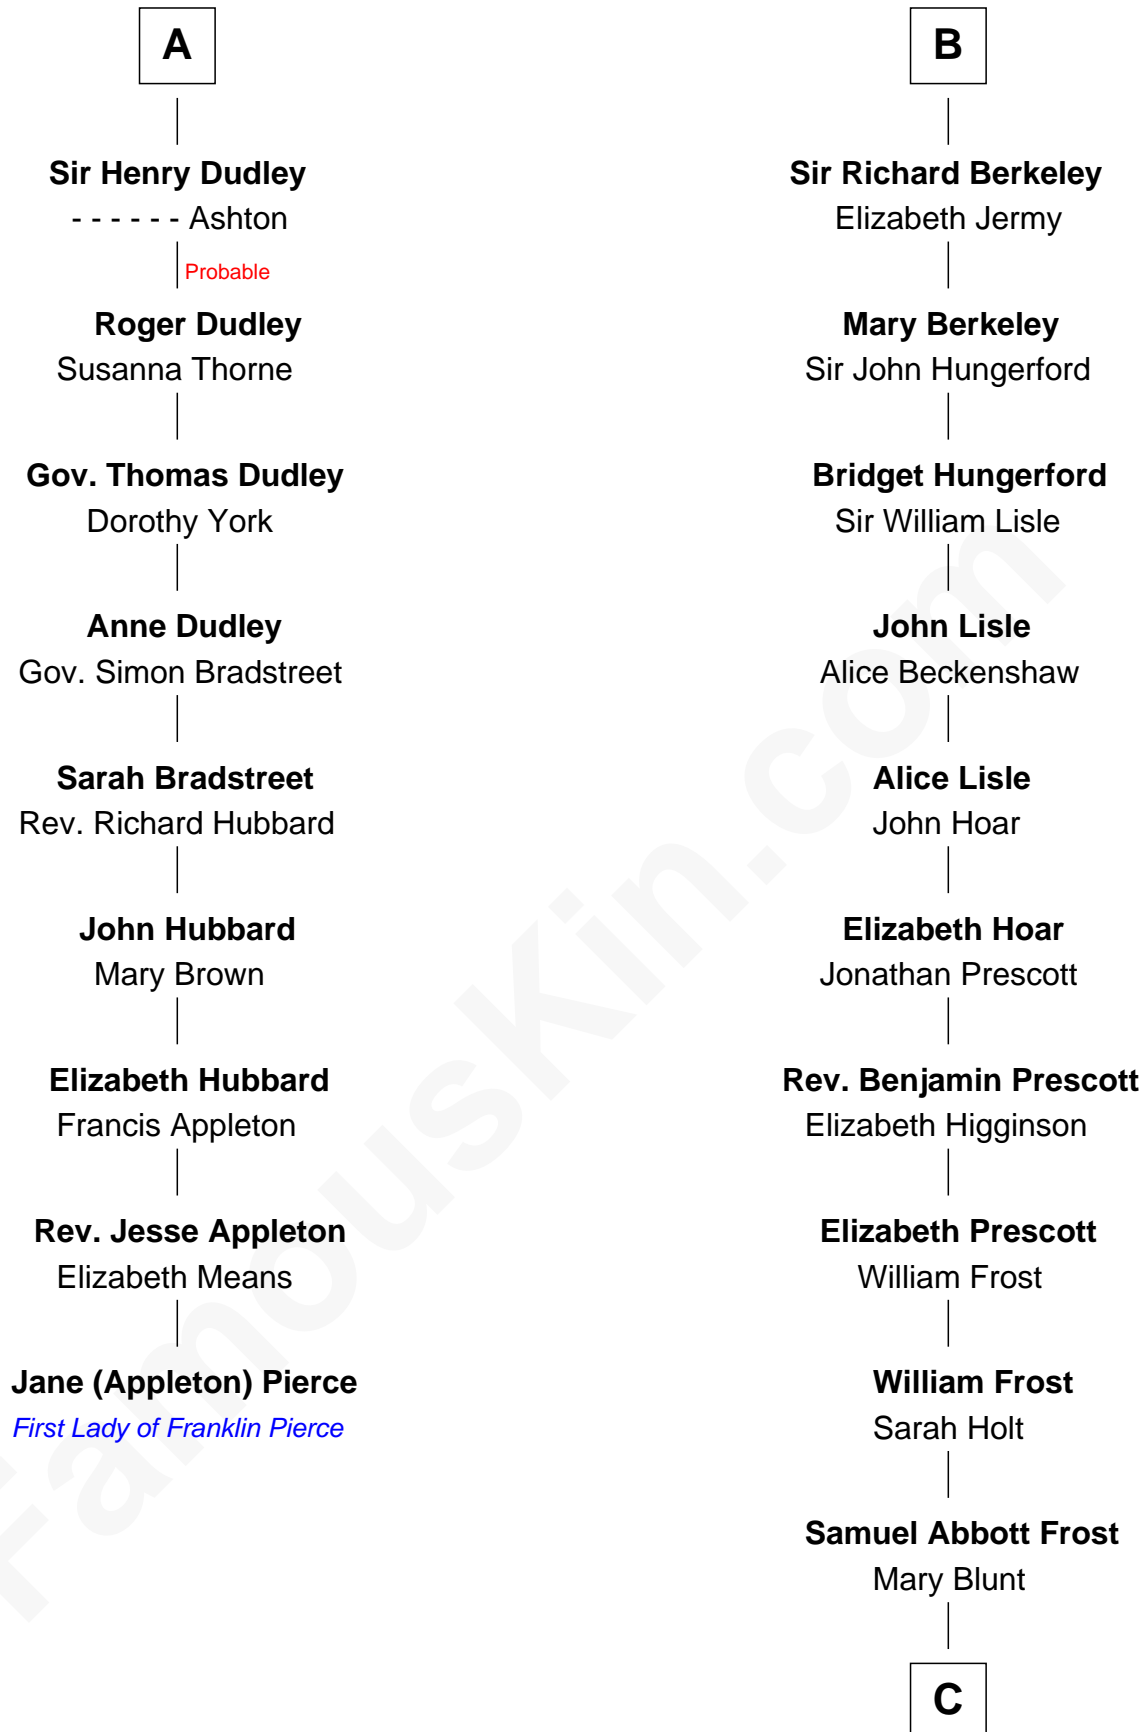 A
Sir Henry Dudley
- - - - - - Ashton
Probable
Roger Dudley
Susanna Thorne
Gov. Thomas Dudley
Dorothy York
Anne Dudley
Gov. Simon Bradstreet
Sarah Bradstreet
Rev. Richard Hubbard
John Hubbard
Mary Brown
Elizabeth Hubbard
Francis Appleton
Rev. Jesse Appleton
Elizabeth Means
Jane (Appleton) Pierce
First Lady of Franklin Pierce
B
Sir Richard Berkeley
Elizabeth Jermy
Mary Berkeley
Sir John Hungerford
Bridget Hungerford
Sir William Lisle
John Lisle
Alice Beckenshaw
Alice Lisle
John Hoar
Elizabeth Hoar
Jonathan Prescott
Rev. Benjamin Prescott
Elizabeth Higginson
Elizabeth Prescott
William Frost
William Frost
Sarah Holt
Samuel Abbott Frost
Mary Blunt
C
FamousKin.com